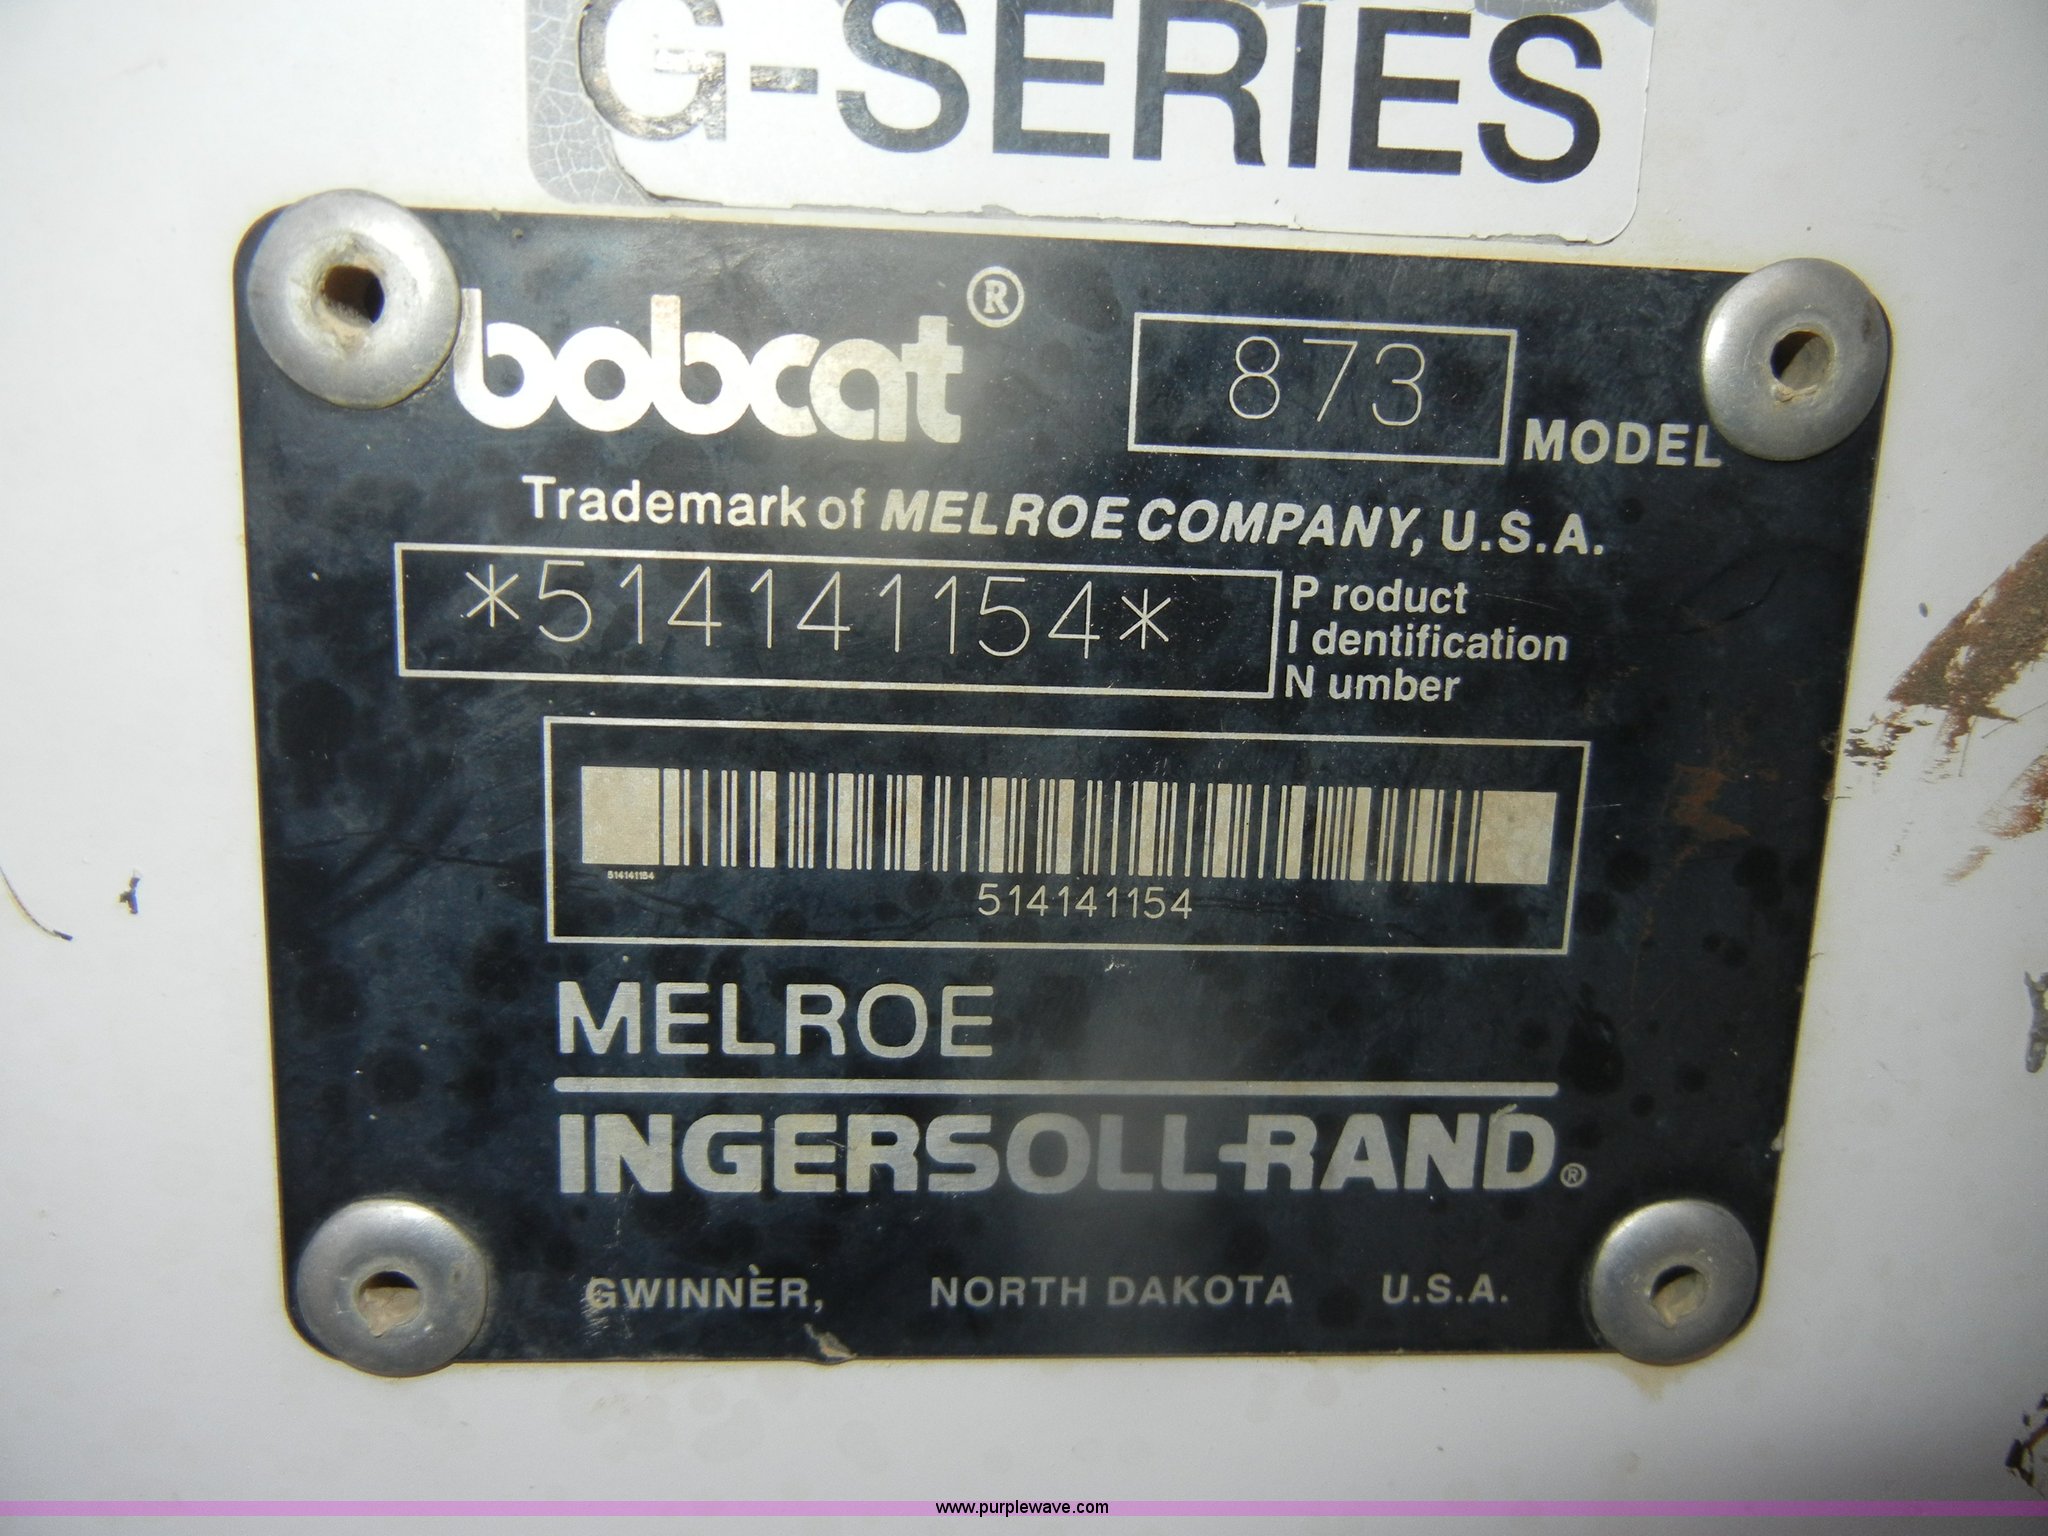 G-SERIES
bobcat®
873 MODEL
Trademark of MELROE COMPANY, U.S.A.
*514141154*
P roduct
I dentification
N umber
514141154
514141154
MELROE
INGERSOLL-RAND®
GWINNER, NORTH DAKOTA U.S.A.
www.purplewave.com